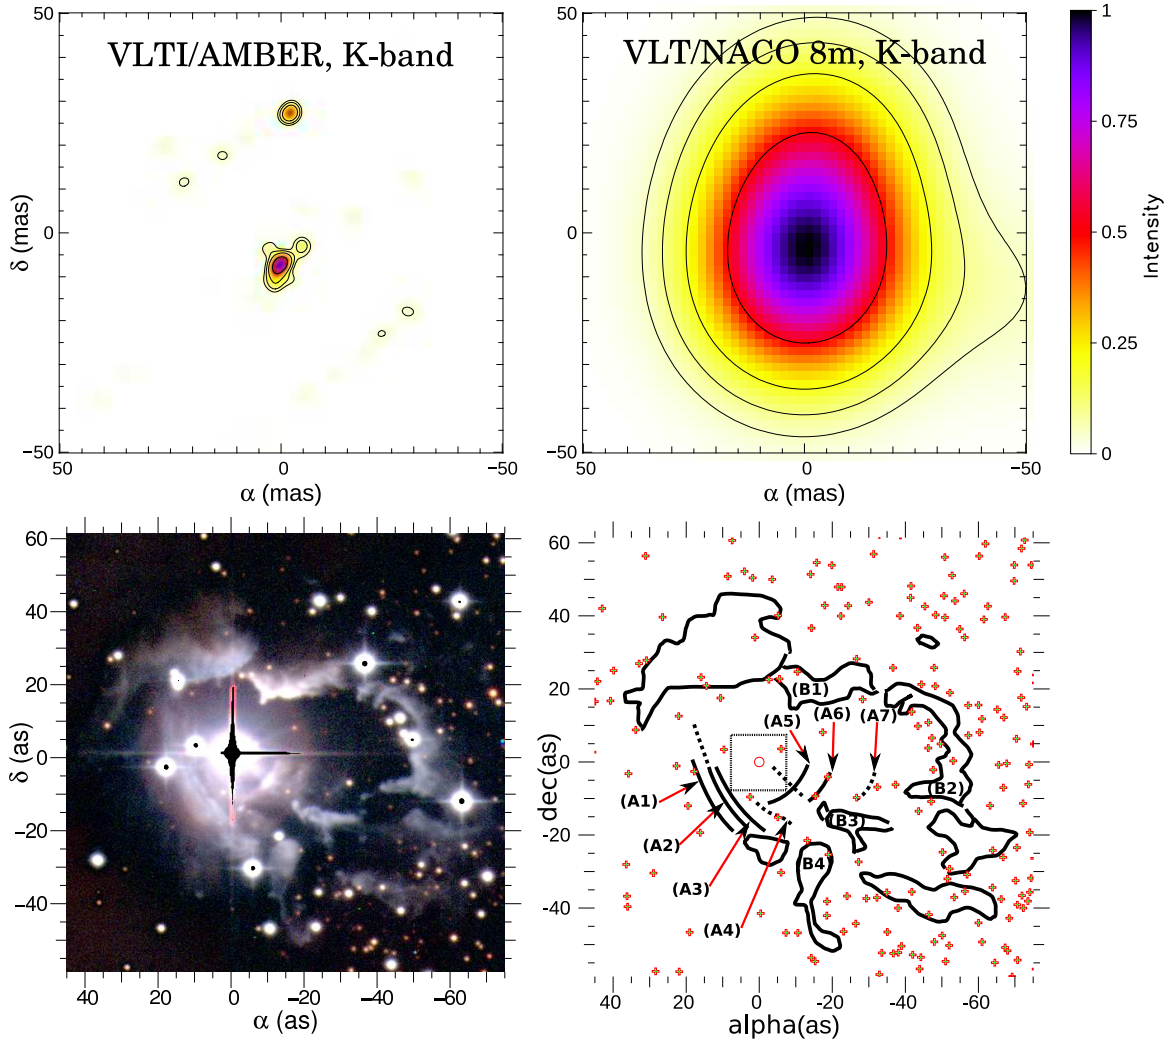 VLTI/AMBER, K-band
50
0
−50
δ (mas)
50
0
−50
α (mas)
VLT/NACO 8m, K-band
50
0
−50
50
0
−50
α (mas)
1
0.75
0.5
0.25
0
Intensity
60
40
20
0
−20
−40
δ (as)
40
20
0
-20
−40
−60
α (as)
60
40
20
0
-20
-40
dec(as)
(B1)
(A5)
(A6)
(A7)
(A1)
(B2)
(A2)
(B3)
(A3)
B4
(A4)
40
20
0
-20
-40
-60
alpha(as)